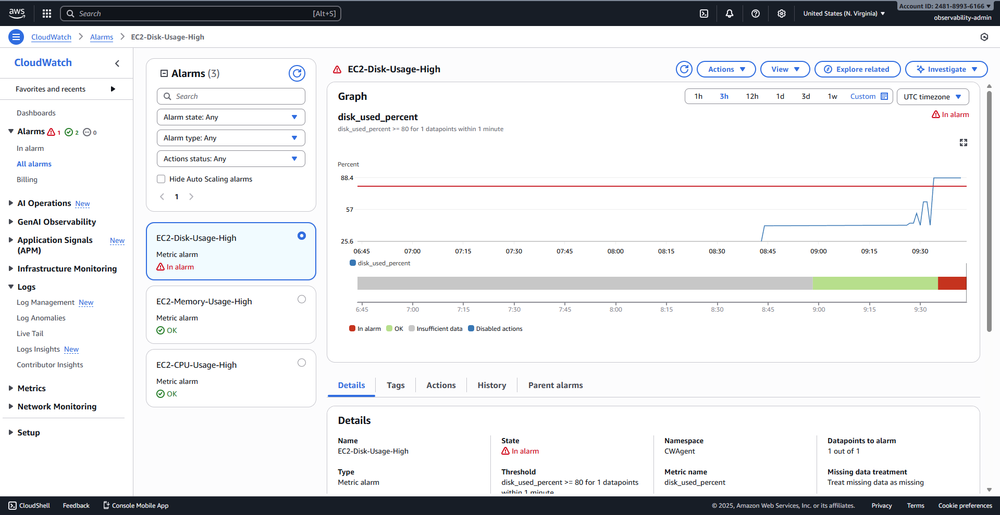 aws
Search [Alt+S]
United States (N. Virginia)
Account ID: 2481-8993-6166
observability-admin
CloudWatch > Alarms > EC2-Disk-Usage-High
CloudWatch
Favorites and recents
Dashboards
Alarms 1 2 0
In alarm
All alarms
Billing
AI Operations New
GenAI Observability
Application Signals New
(APM)
Infrastructure Monitoring
Logs
Log Management New
Log Anomalies
Live Tail
Logs Insights New
Contributor Insights
Metrics
Network Monitoring
Setup
Alarms (3)
Search
Alarm state: Any
Alarm type: Any
Actions status: Any
Hide Auto Scaling alarms
1
EC2-Disk-Usage-High
Metric alarm
In alarm
EC2-Memory-Usage-High
Metric alarm
OK
EC2-CPU-Usage-High
Metric alarm
OK
EC2-Disk-Usage-High
Actions View Explore related Investigate
Graph
1h 3h 12h 1d 3d 1w Custom UTC timezone
disk_used_percent
In alarm
disk_used_percent >= 80 for 1 datapoints within 1 minute
Percent
88.4
57
25.6
06:45 07:00 07:15 07:30 07:45 08:00 08:15 08:30 08:45 09:00 09:15 09:30
disk_used_percent
6:45 7:00 7:15 7:30 7:45 8:00 8:15 8:30 8:45 9:00 9:15 9:30
In alarm OK Insufficient data Disabled actions
Details Tags Actions History Parent alarms
Details
Name
EC2-Disk-Usage-High
Type
Metric alarm
State
In alarm
Threshold
disk_used_percent >= 80 for 1 datapoints
within 1 minute
Namespace
CWAgent
Metric name
disk_used_percent
Datapoints to alarm
1 out of 1
Missing data treatment
Treat missing data as missing
CloudShell Feedback Console Mobile App
© 2025, Amazon Web Services, Inc. or its affiliates. Privacy Terms Cookie preferences